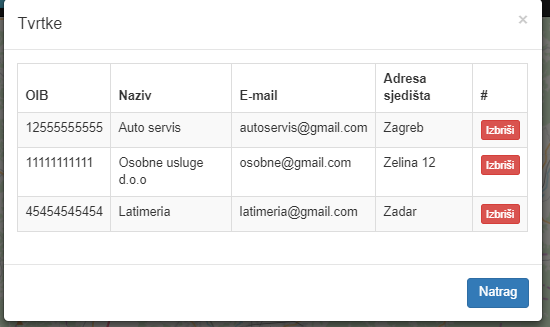 Tvrtke ×
OIB Naziv E-mail Adresa sjedišta #
12555555555 Auto servis autoservis@gmail.com Zagreb Izbriši
11111111111 Osobne usluge d.o.o osobne@gmail.com Zelina 12 Izbriši
45454545454 Latimeria latimeria@gmail.com Zadar Izbriši
Natrag